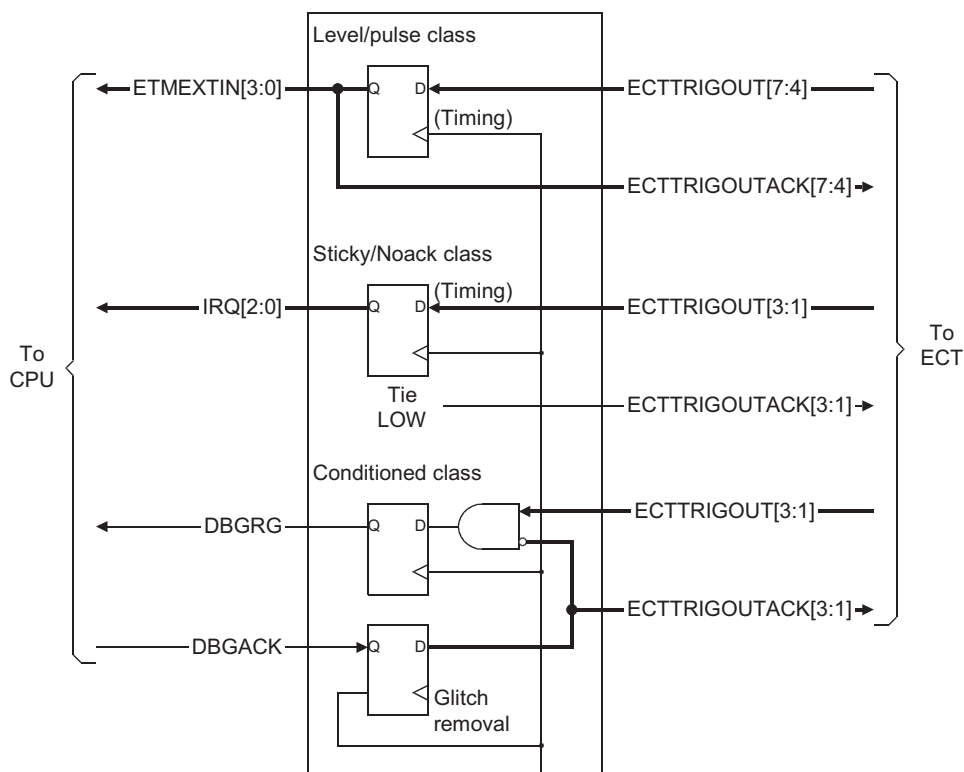 Level/pulse class
ETMEXTIN[3:0]
Q
D
ECTTRIGOUT[7:4]
(Timing)
ECTTRIGOUTACK[7:4]
Sticky/Noack class
(Timing)
IRQ[2:0]
Q
D
ECTTRIGOUT[3:1]
To
CPU
To
ECT
Tie
LOW
ECTTRIGOUTACK[3:1]
Conditioned class
DBGRG
Q
D
ECTTRIGOUT[3:1]
ECTTRIGOUTACK[3:1]
DBGACK
Q
D
Glitch
removal